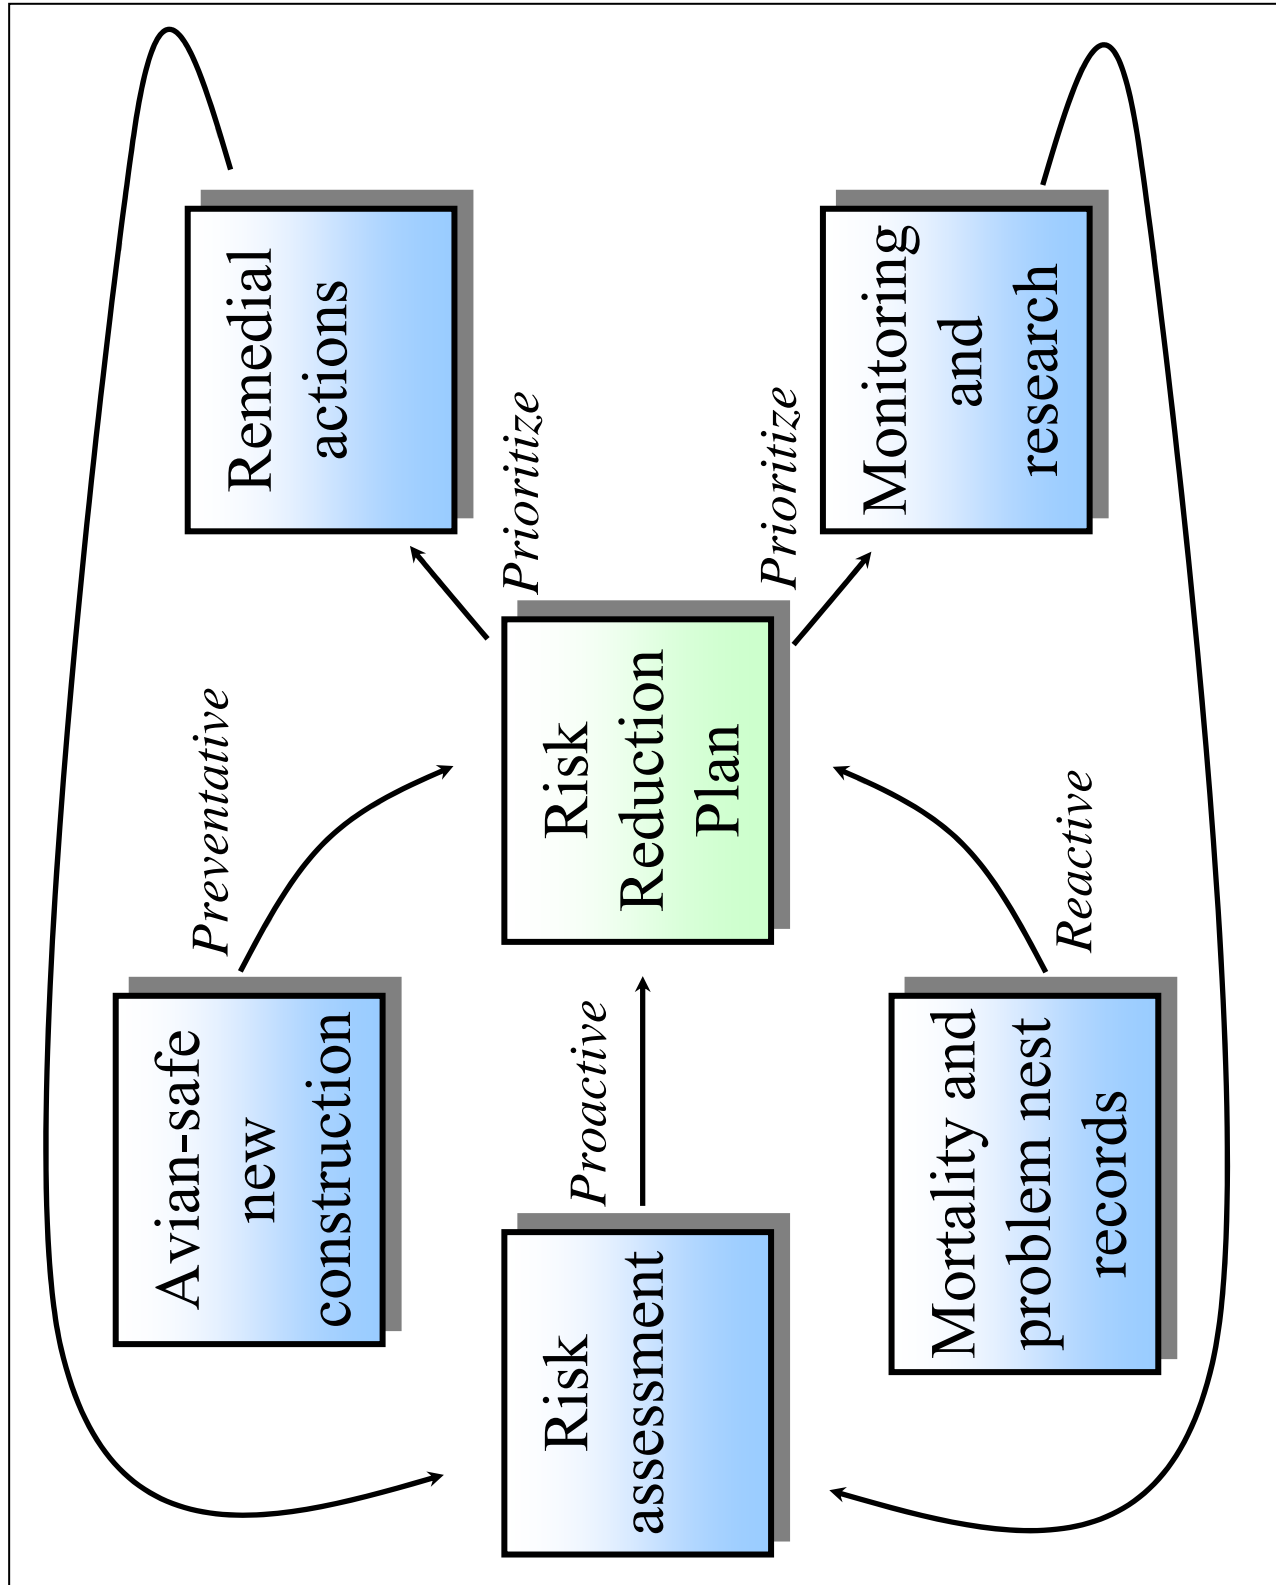 Avian-safe
new
construction
Preventative
Remedial
actions
Prioritize
Risk
assessment
Proactive
Risk
Reduction
Plan
Prioritize
Mortality and
problem nest
records
Reactive
Monitoring
and
research